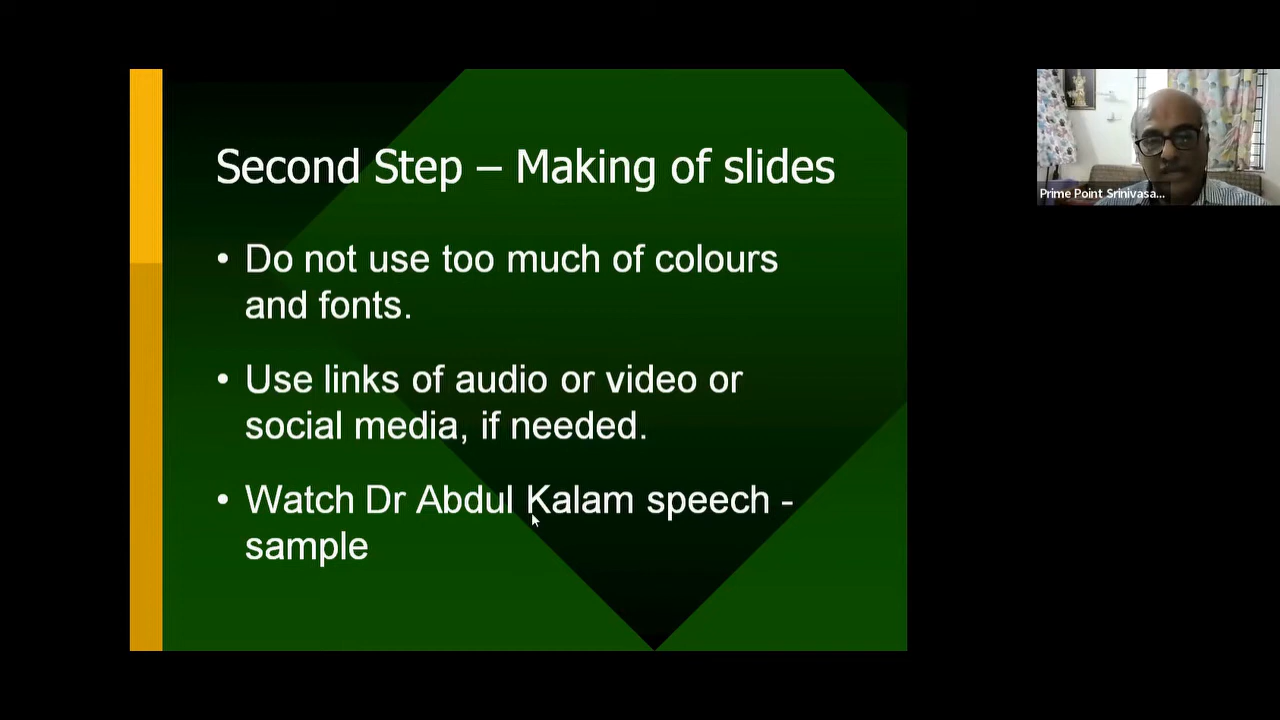 Second Step – Making of slides
• Do not use too much of colours
and fonts.
• Use links of audio or video or
social media, if needed.
• Watch Dr Abdul Kalam speech -
sample
Prime Point Srinivasa...